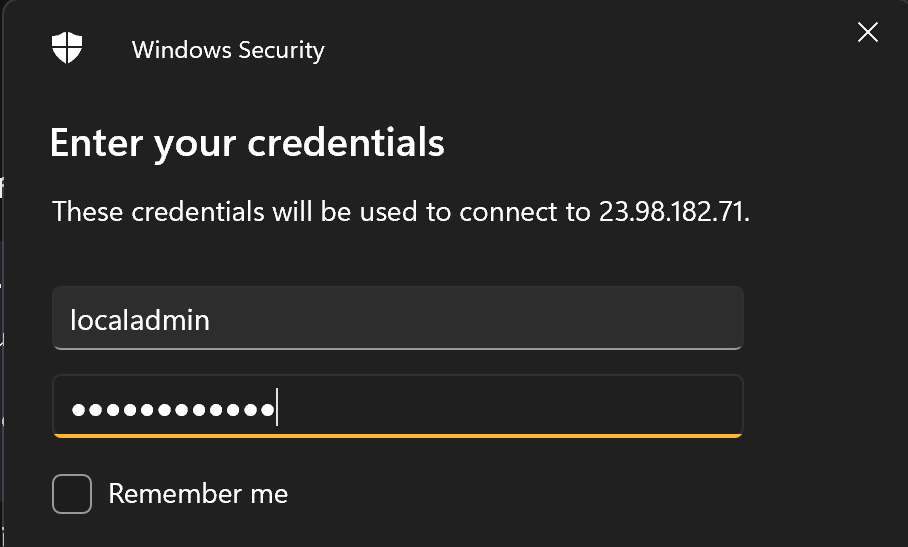 Windows Security
Enter your credentials
These credentials will be used to connect to 23.98.182.71.
localadmin
●●●●●●●●●●●●
Remember me